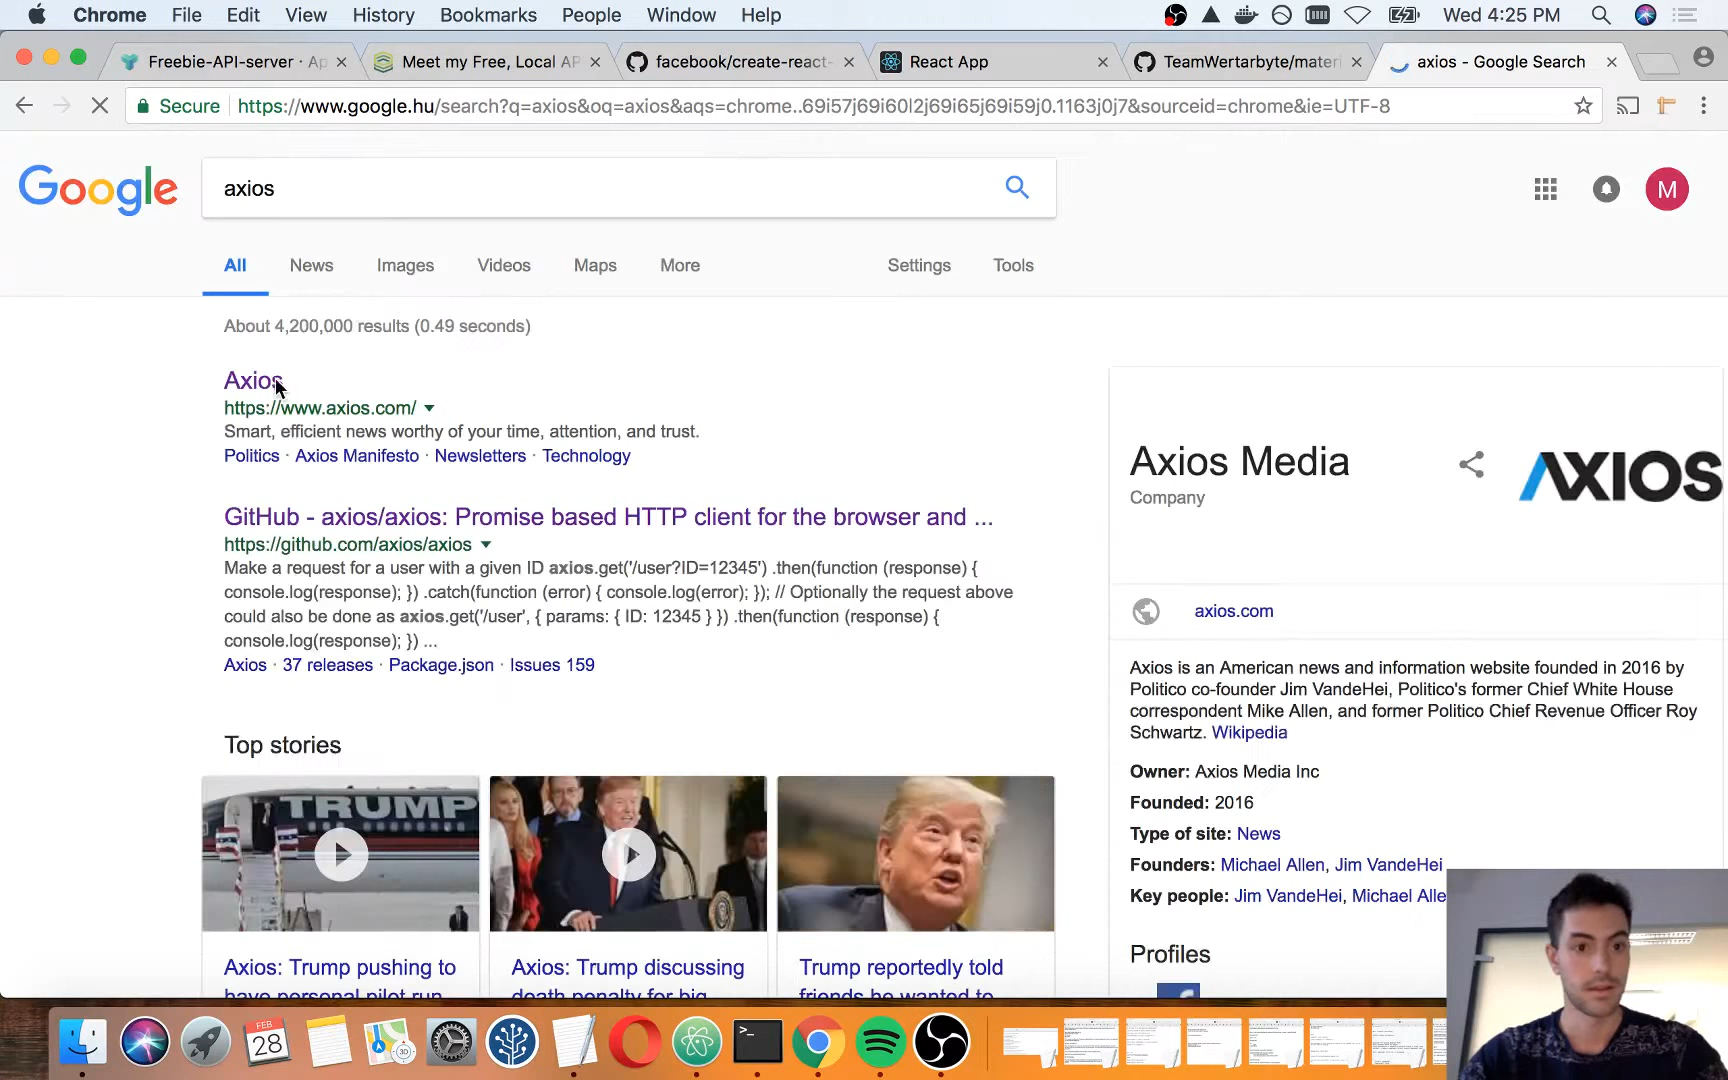 Chrome File Edit View History Bookmarks People Window Help Wed 4:25 PM
Freebie-API-server · Ap
Meet my Free, Local AP
facebook/create-react-
React App
TeamWertarbyte/materi
axios - Google Search
Secure https://www.google.hu/search?q=axios&oq=axios&aqs=chrome..69i57j69i60l2j69i65j69i59j0.1163j0j7&sourceid=chrome&ie=UTF-8
Google
axios
M
All News Images Videos Maps More Settings Tools
About 4,200,000 results (0.49 seconds)
Axios
https://www.axios.com/
Smart, efficient news worthy of your time, attention, and trust.
Politics · Axios Manifesto · Newsletters · Technology
GitHub - axios/axios: Promise based HTTP client for the browser and ...
https://github.com/axios/axios
Make a request for a user with a given ID axios.get('/user?ID=12345') .then(function (response) {
console.log(response); }) .catch(function (error) { console.log(error); }); // Optionally the request above
could also be done as axios.get('/user', { params: { ID: 12345 } }) .then(function (response) {
console.log(response); }) ...
Axios · 37 releases · Package.json · Issues 159
Top stories
TRUMP
Axios: Trump pushing to
have personal pilot run
Axios: Trump discussing
death penalty for big
Trump reportedly told
friends he wanted to
Axios Media
Company
AXIOS
axios.com
Axios is an American news and information website founded in 2016 by
Politico co-founder Jim VandeHei, Politico's former Chief White House
correspondent Mike Allen, and former Politico Chief Revenue Officer Roy
Schwartz. Wikipedia
Owner: Axios Media Inc
Founded: 2016
Type of site: News
Founders: Michael Allen, Jim VandeHei
Key people: Jim VandeHei, Michael Alle
Profiles
FEB
28